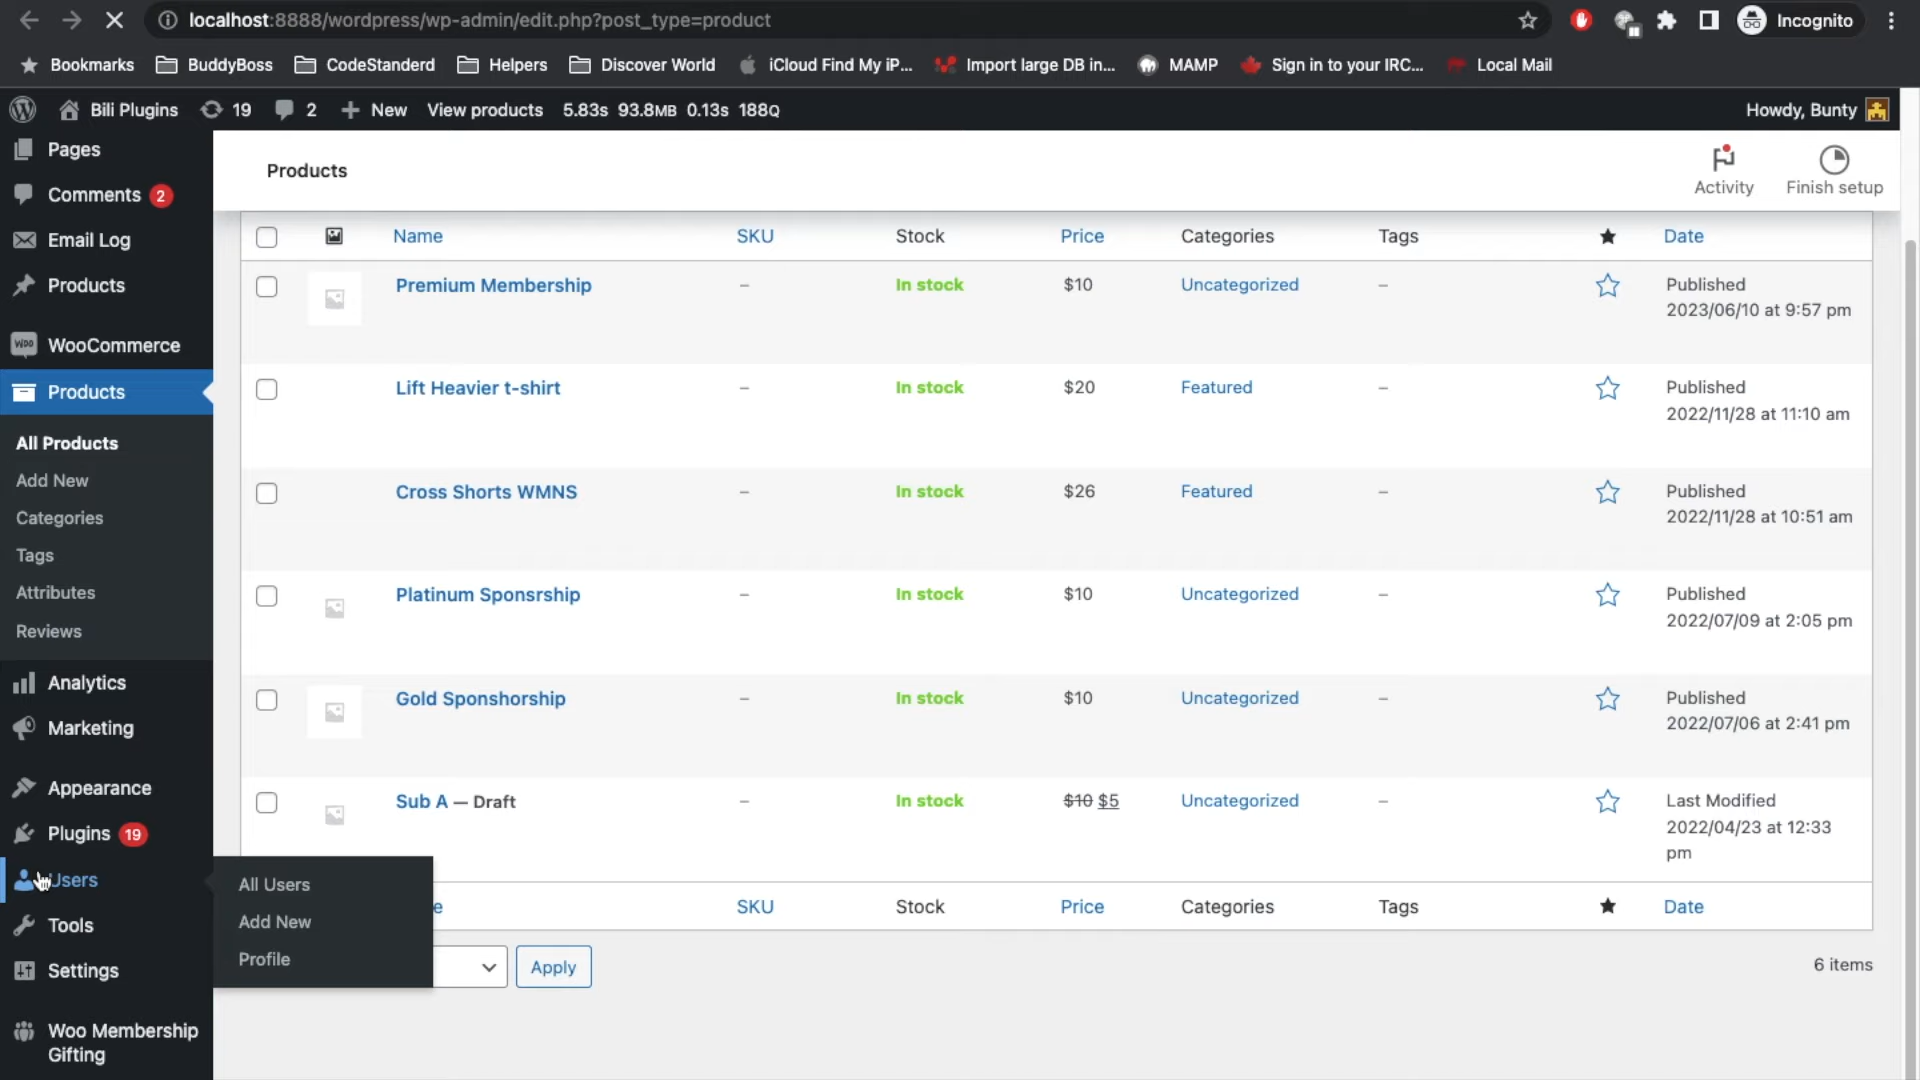 localhost:8888/wordpress/wp-admin/edit.php?post_type=product
Incognito
Bookmarks BuddyBoss CodeStanderd Helpers Discover World iCloud Find My iP... Import large DB in... MAMP Sign in to your IRC... Local Mail
Bili Plugins 19 2 New View products 5.83s 93.8MB 0.13s 188Q Howdy, Bunty
Pages
Comments 2
Email Log
Products
WooCommerce
Products
All Products
Add New
Categories
Tags
Attributes
Reviews
Analytics
Marketing
Appearance
Plugins 19
Users
Tools
Settings
Woo Membership
Gifting
All Users
Add New
Profile
Products
Activity
Finish setup
Name SKU Stock Price Categories Tags Date
Premium Membership – In stock $10 Uncategorized – Published
2023/06/10 at 9:57 pm
Lift Heavier t-shirt – In stock $20 Featured – Published
2022/11/28 at 11:10 am
Cross Shorts WMNS – In stock $26 Featured – Published
2022/11/28 at 10:51 am
Platinum Sponsrship – In stock $10 Uncategorized – Published
2022/07/09 at 2:05 pm
Gold Sponshorship – In stock $10 Uncategorized – Published
2022/07/06 at 2:41 pm
Sub A — Draft – In stock $10 $5 Uncategorized – Last Modified
2022/04/23 at 12:33
pm
e SKU Stock Price Categories Tags Date
Apply
6 items